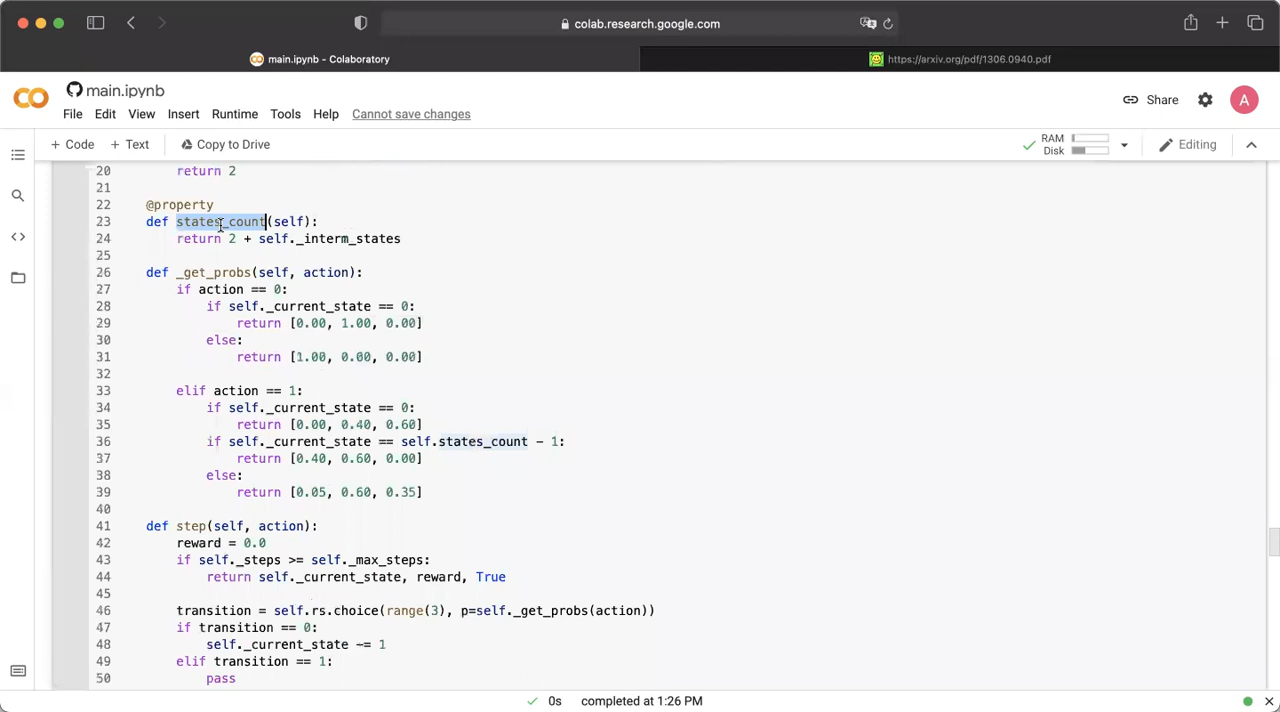 colab.research.google.com
main.ipynb - Colaboratory
https://arxiv.org/pdf/1306.0940.pdf
main.ipynb
Share
A
File Edit View Insert Runtime Tools Help Cannot save changes
+ Code + Text Copy to Drive
RAM
Disk
Editing
20 return 2
21
22 @property
23 def states_count(self):
24 return 2 + self._interm_states
25
26 def _get_probs(self, action):
27 if action == 0:
28 if self._current_state == 0:
29 return [0.00, 1.00, 0.00]
30 else:
31 return [1.00, 0.00, 0.00]
32
33 elif action == 1:
34 if self._current_state == 0:
35 return [0.00, 0.40, 0.60]
36 if self._current_state == self.states_count - 1:
37 return [0.40, 0.60, 0.00]
38 else:
39 return [0.05, 0.60, 0.35]
40
41 def step(self, action):
42 reward = 0.0
43 if self._steps >= self._max_steps:
44 return self._current_state, reward, True
45
46 transition = self.rs.choice(range(3), p=self._get_probs(action))
47 if transition == 0:
48 self._current_state -= 1
49 elif transition == 1:
50 pass
0s completed at 1:26 PM